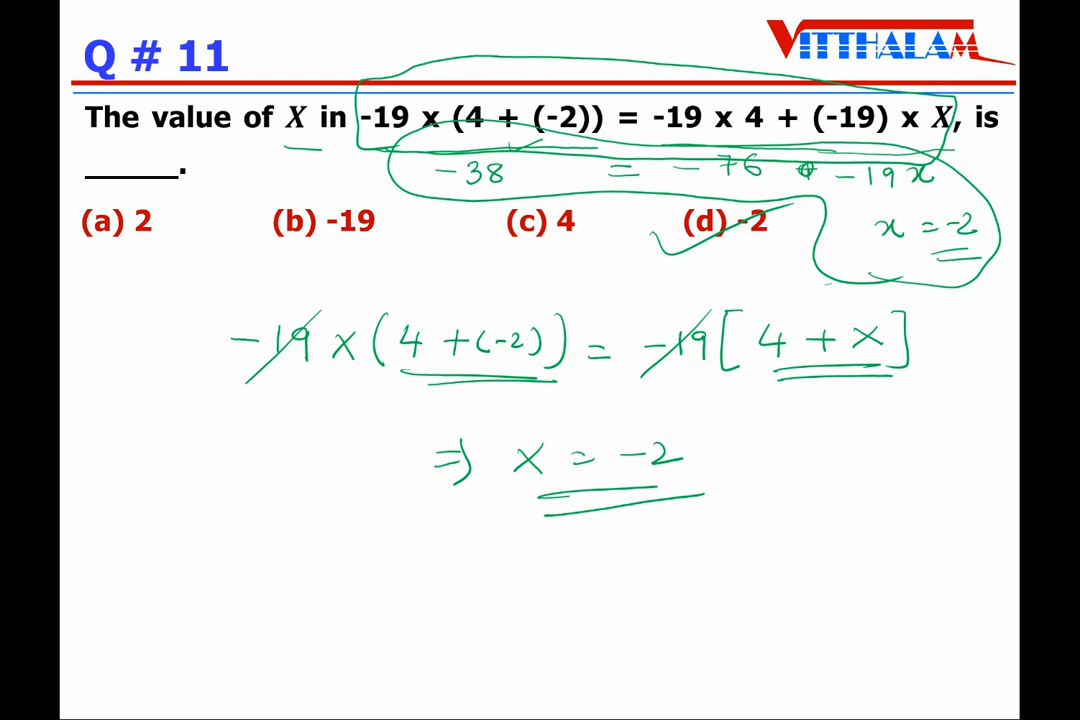 Q # 11
VITTHALAM
The value of X in -19 x (4 + (-2)) = -19 x 4 + (-19) x X, is
_____.
-38 = -76 + -19x
(a) 2 (b) -19 (c) 4 (d) -2
x = -2
-19 × (4 + (-2)) = -19 [ 4 + x ]
⇒ x = -2